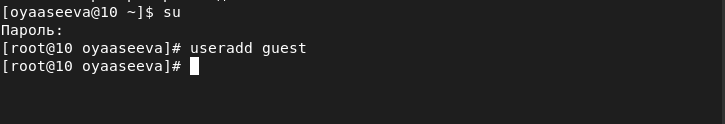 [oyaaseeva@10 ~]$ su
Пароль:
[root@10 oyaaseeva]# useradd guest
[root@10 oyaaseeva]#